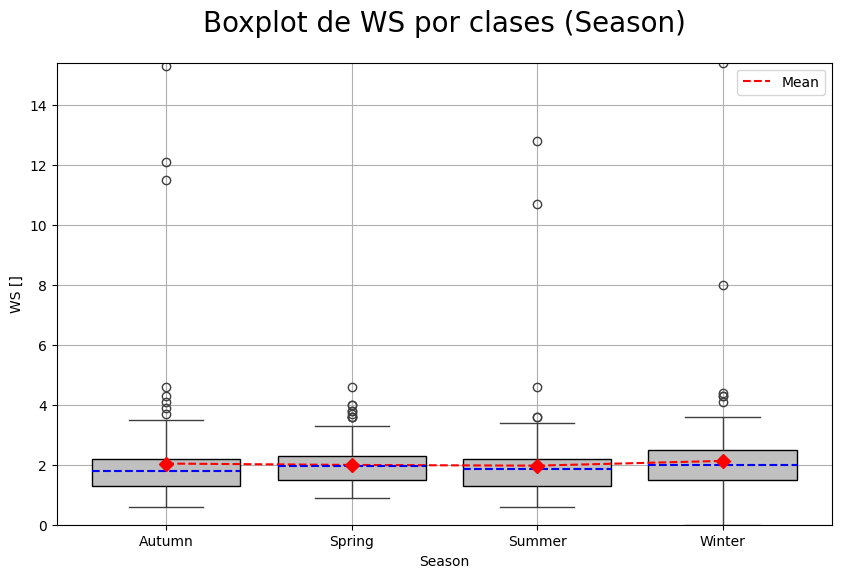 Boxplot de WS por clases (Season)
Mean
14
12
10
8
6
4
2
0
WS []
Autumn
Spring
Summer
Winter
Season